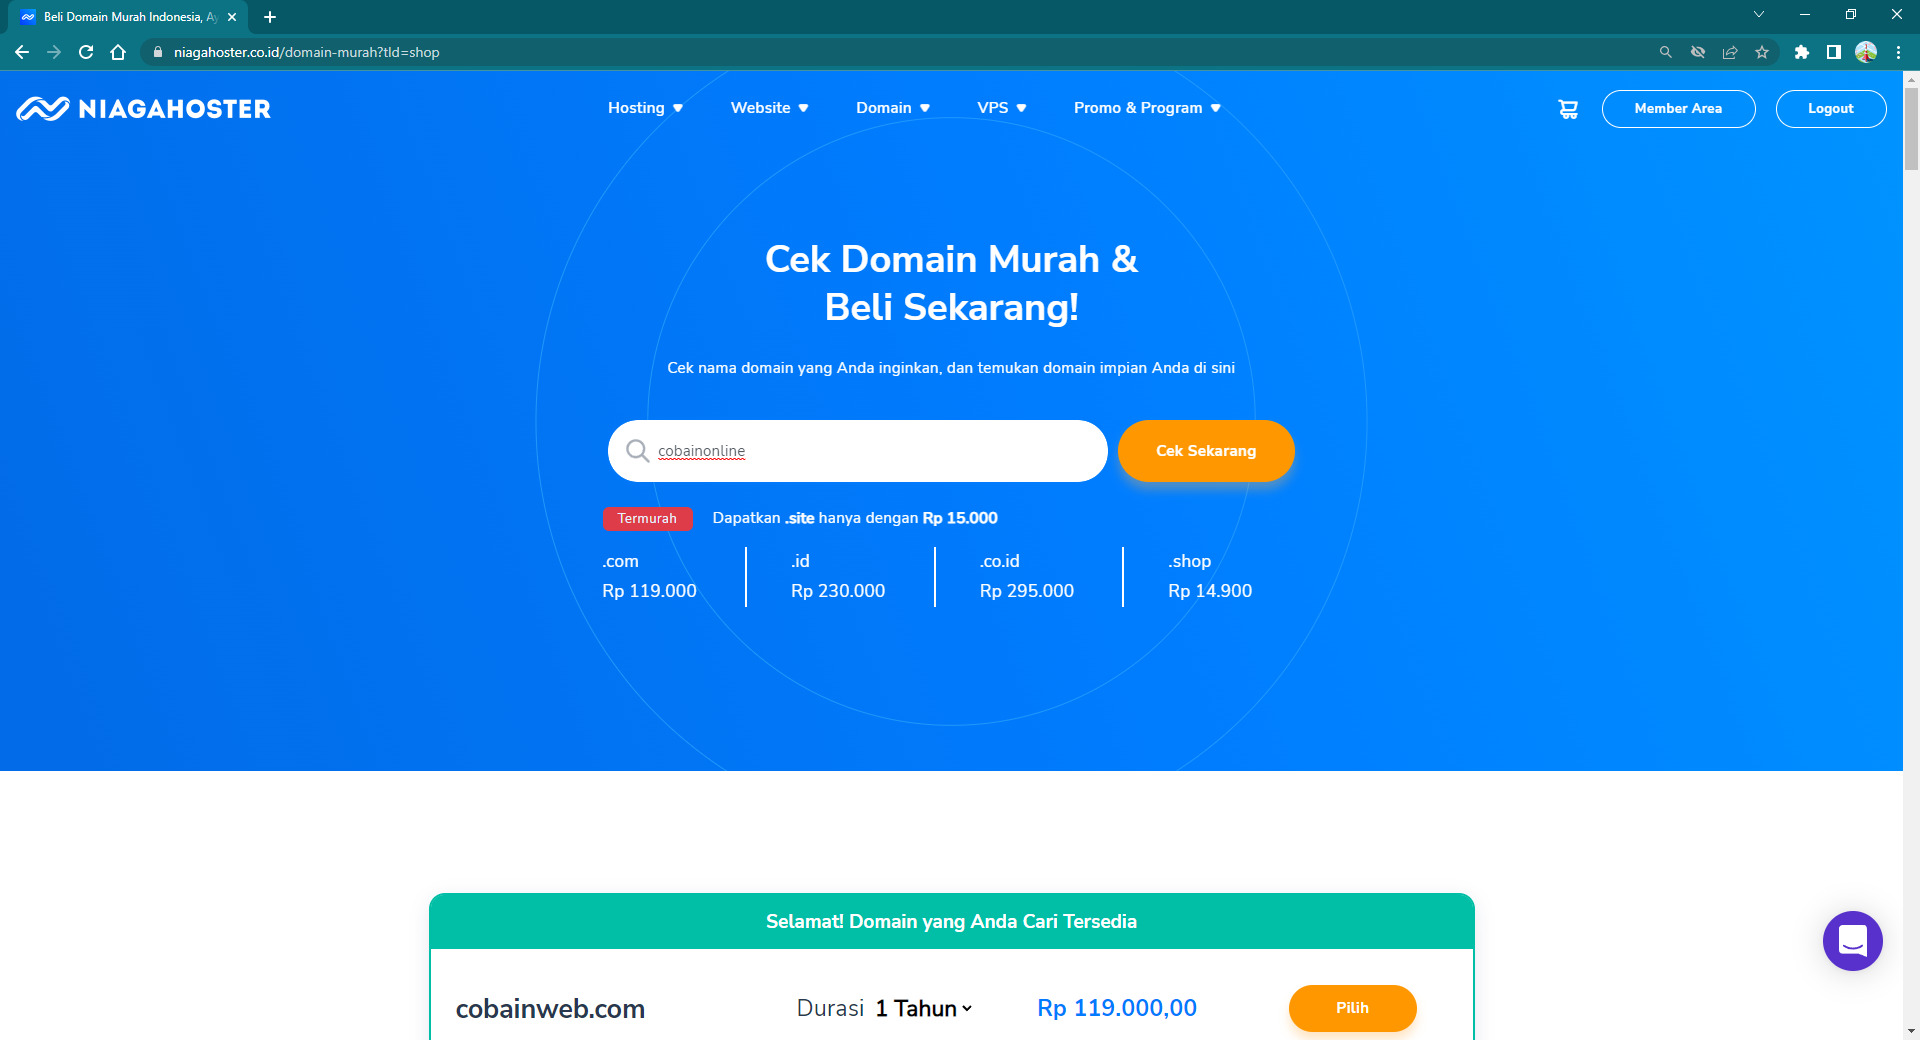 Beli Domain Murah Indonesia, Ay
niagahoster.co.id/domain-murah?tId=shop
NIAGAHOSTER
Hosting
Website
Domain
VPS
Promo & Program
Member Area
Logout
Cek Domain Murah &
Beli Sekarang!
Cek nama domain yang Anda inginkan, dan temukan domain impian Anda di sini
cobainonline
Cek Sekarang
Termurah
Dapatkan .site hanya dengan Rp 15.000
.com
Rp 119.000
.id
Rp 230.000
.co.id
Rp 295.000
.shop
Rp 14.900
Selamat! Domain yang Anda Cari Tersedia
cobainweb.com
Durasi 1 Tahun
Rp 119.000,00
Pilih